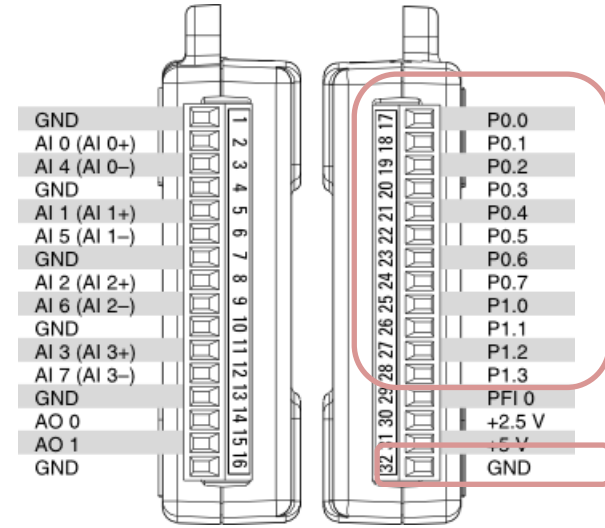 GND 1 17 P0.0
AI 0 (AI 0+) 2 18 P0.1
AI 4 (AI 0–) 3 19 P0.2
GND 4 20 P0.3
AI 1 (AI 1+) 5 21 P0.4
AI 5 (AI 1–) 6 22 P0.5
GND 7 23 P0.6
AI 2 (AI 2+) 8 24 P0.7
AI 6 (AI 2–) 9 25 P1.0
GND 10 26 P1.1
AI 3 (AI 3+) 11 27 P1.2
AI 7 (AI 3–) 12 28 P1.3
GND 13 29 PFI 0
AO 0 14 30 +2.5 V
AO 1 15 31 +5 V
GND 16 32 GND